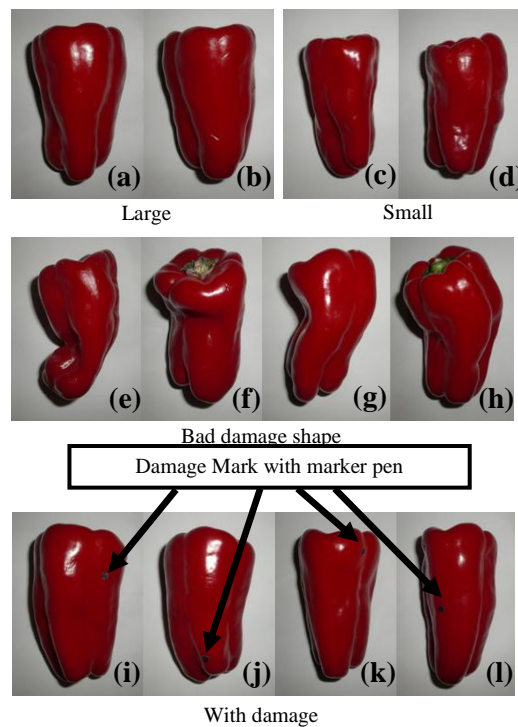 (a) (b) (c) (d)
Large Small
(e) (f) (g) (h)
Bad damage shape
Damage Mark with marker pen
(i) (j) (k) (l)
With damage